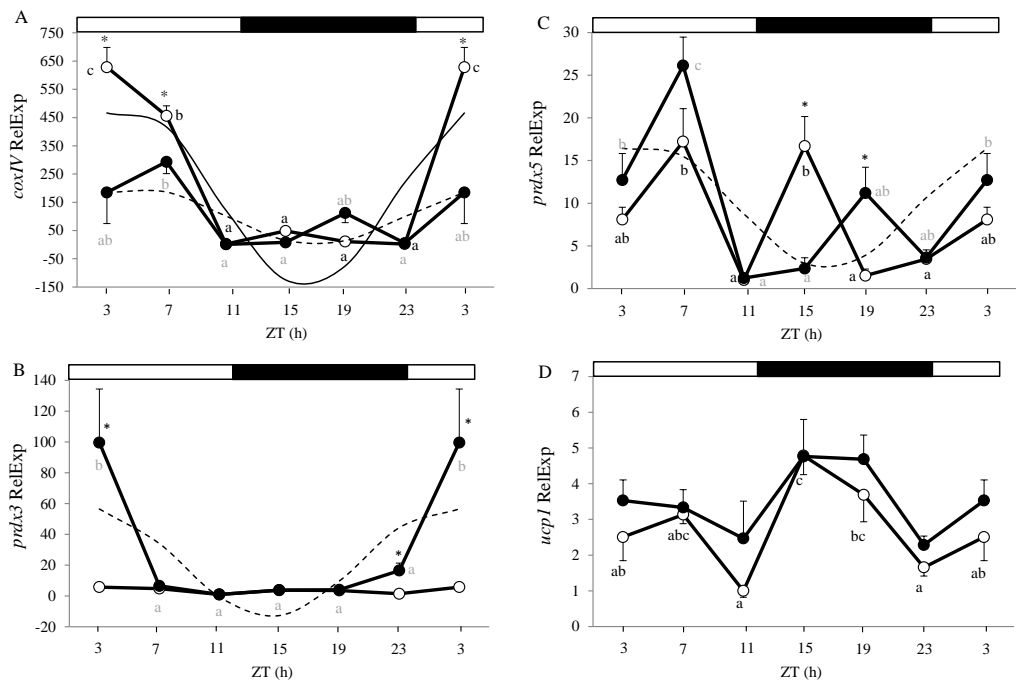 A
750
650
550
450
350
250
150
50
-50
-150
coxIV RelExp
* *
c c
*
b
b
ab a a ab a ab
a a a a
3 7 11 15 19 23 3
ZT (h)
B
140
120
100
80
60
40
20
0
-20
prdx3 RelExp
* *
b b
*
a a a a a
3 7 11 15 19 23 3
ZT (h)
C
30
25
20
15
10
5
0
prdx5 RelExp
c
* *
b b b b
ab ab ab ab
a a a a a
3 7 11 15 19 23 3
ZT (h)
D
7
6
5
4
3
2
1
0
ucp1 RelExp
c
abc bc
ab a a ab
3 7 11 15 19 23 3
ZT (h)